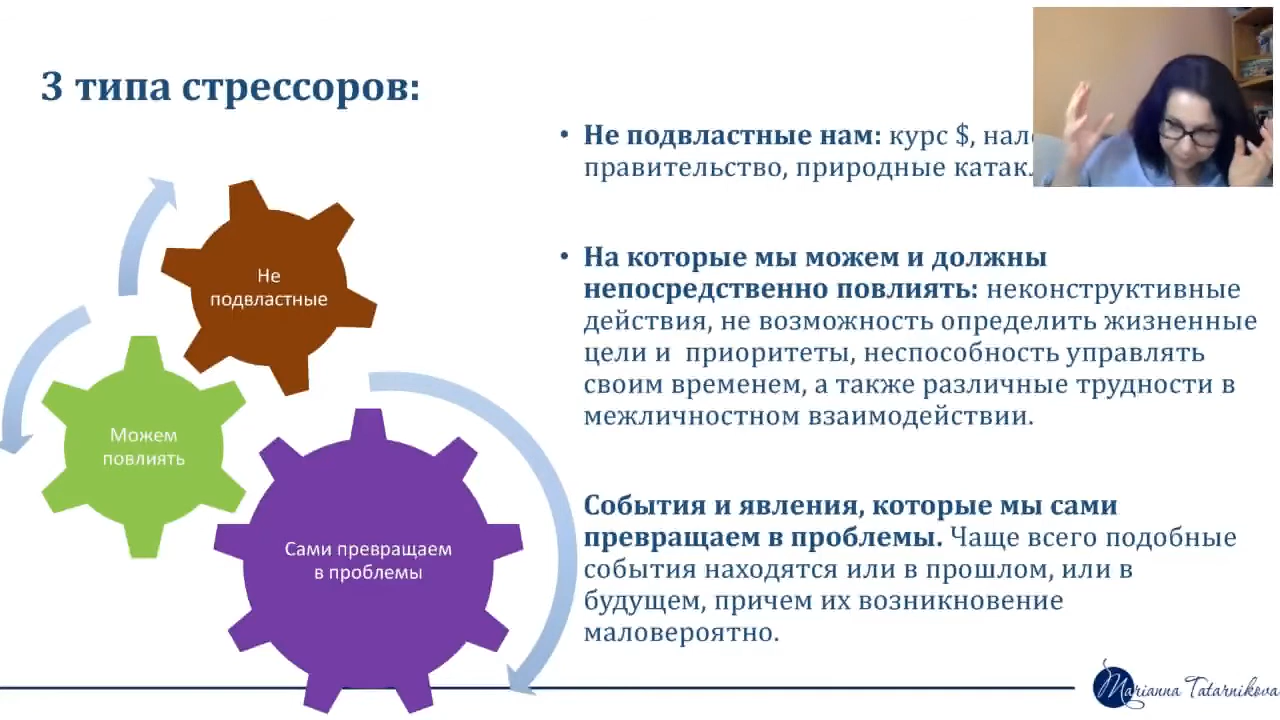 3 типа стрессоров:
• Не подвластные нам: курс $,
правительство, природные
• На которые мы можем и должны
непосредственно повлиять: неконструктивные
действия, не возможность определить жизненные
цели и приоритеты, неспособность управлять
своим временем, а также различные трудности в
межличностном взаимодействии.
События и явления, которые мы сами
превращаем в проблемы. Чаще всего подобные
события находятся или в прошлом, или в
будущем, причем их возникновение
маловероятно.
Не
подвластные
Можем
повлиять
Сами превращаем
в проблемы
Marianna Tatarnikova